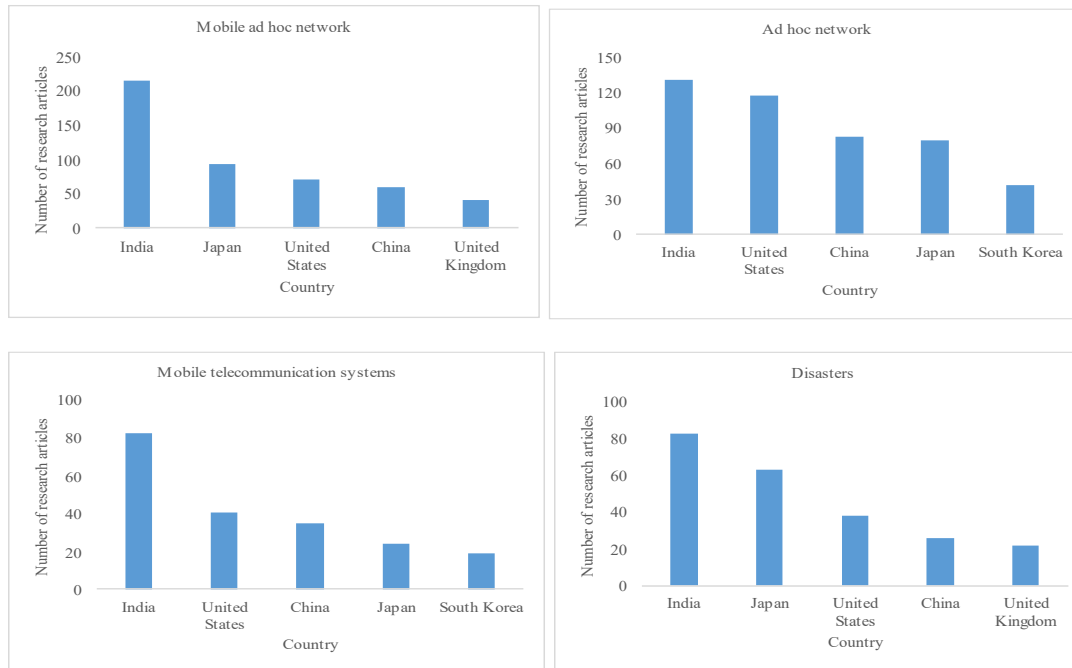 Mobile ad hoc network
Number of research articles
250
200
150
100
50
0
India Japan United States China United Kingdom
Country
Ad hoc network
Number of research articles
150
120
90
60
30
0
India United States China Japan South Korea
Country
Mobile telecommunication systems
Number of research articles
100
80
60
40
20
0
India United States China Japan South Korea
Country
Disasters
Number of research articles
100
80
60
40
20
0
India Japan United States China United Kingdom
Country